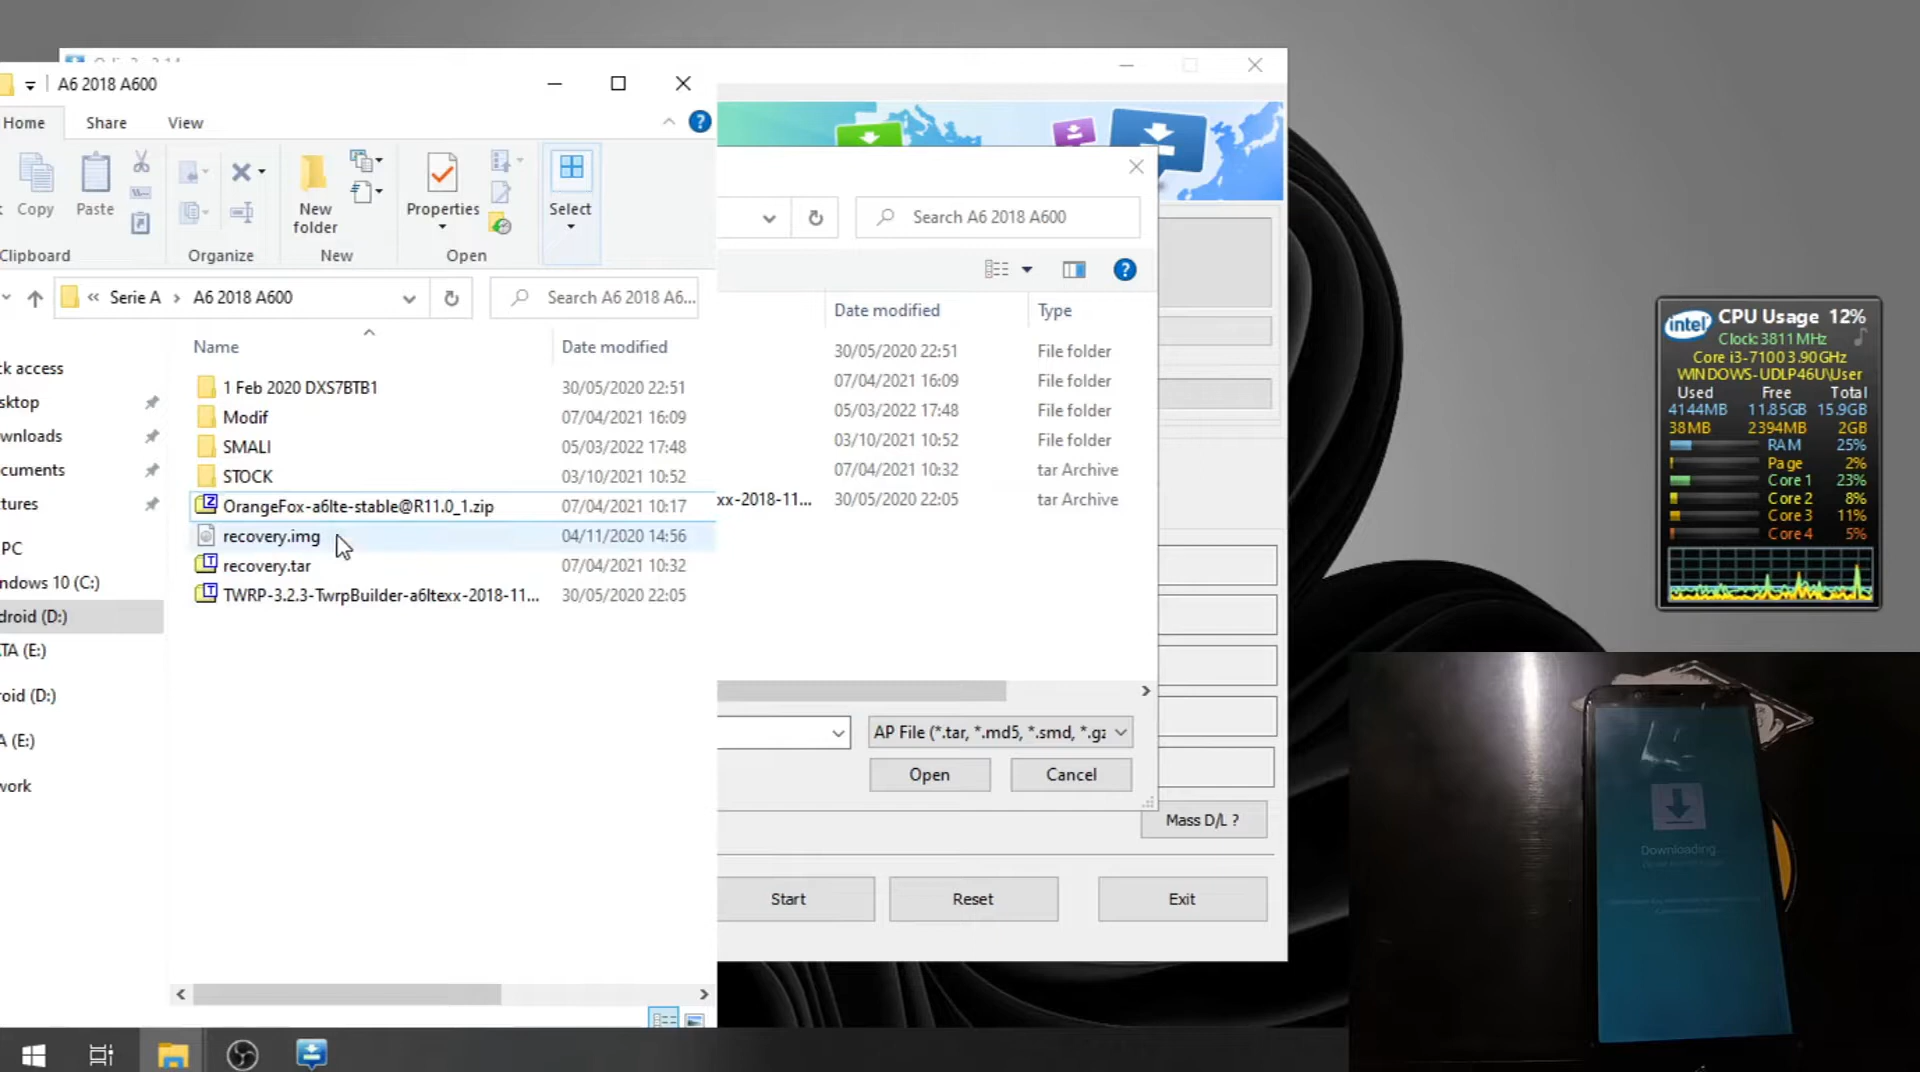 A6 2018 A600
Home Share View
Copy Paste New folder Properties Select
Clipboard Organize New Open
« Serie A › A6 2018 A600 Search A6 2018 A6...
Name Date modified
1 Feb 2020 DXS7BTB1 30/05/2020 22:51
Modif 07/04/2021 16:09
SMALI 05/03/2022 17:48
STOCK 03/10/2021 10:52
OrangeFox-a6lte-stable@R11.0_1.zip 07/04/2021 10:17
recovery.img 04/11/2020 14:56
recovery.tar 07/04/2021 10:32
TWRP-3.2.3-TwrpBuilder-a6ltexx-2018-11... 30/05/2020 22:05
ck access
sktop
wnloads
cuments
tures
PC
ndows 10 (C:)
droid (D:)
TA (E:)
roid (D:)
A (E:)
work
Search A6 2018 A600
Date modified Type
30/05/2020 22:51 File folder
07/04/2021 16:09 File folder
05/03/2022 17:48 File folder
03/10/2021 10:52 File folder
07/04/2021 10:32 tar Archive
xx-2018-11... 30/05/2020 22:05 tar Archive
AP File (*.tar, *.md5, *.smd, *.gz
Open Cancel
Mass D/L ?
Start Reset Exit
intel CPU Usage 12%
Clock: 3811MHz
Core i3-7100 3.90GHz
WINDOWS-UDLP46U\User
Used Free Total
4144MB 11.85GB 15.9GB
38MB 2394MB 2GB
RAM 25%
Page 2%
Core 1 23%
Core 2 8%
Core 3 11%
Core 4 5%
Downloading...